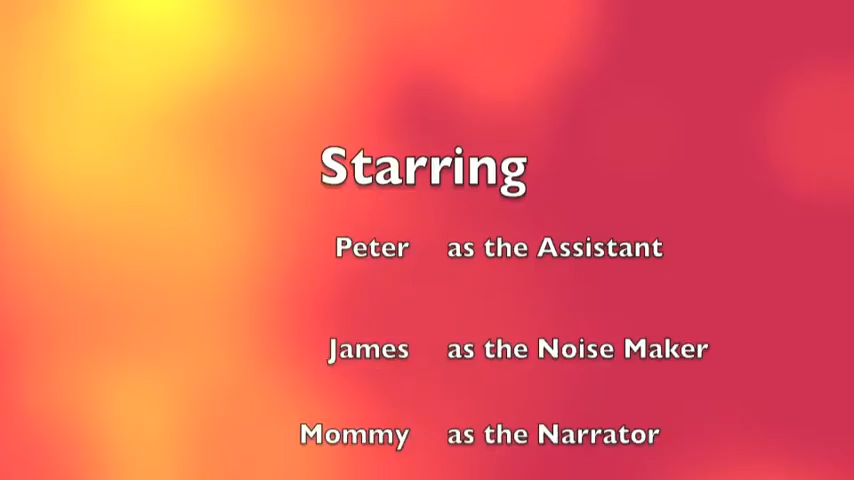 Starring
Peter as the Assistant
James as the Noise Maker
Mommy as the Narrator